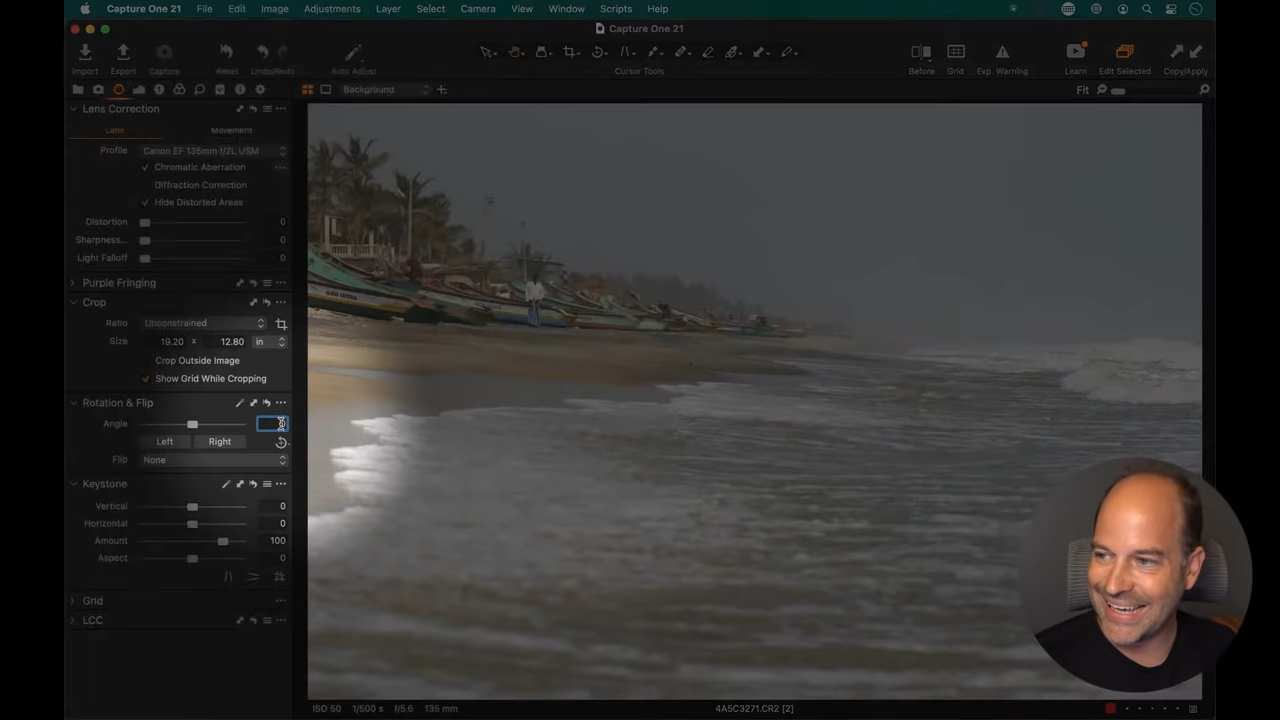 Capture One 21 File Edit Image Adjustments Layer Select Camera View Window Scripts Help
Capture One 21
Import Export Capture Reset Undo/Redo Auto Adjust Cursor Tools Before Grid Exp. Warning Learn Edit Selected Copy/Apply
Background Fit
Lens Correction
Lens Movement
Profile Canon EF 135mm f/2L USM
Chromatic Aberration
Diffraction Correction
Hide Distorted Areas
Distortion 0
Sharpness... 0
Light Falloff 0
Purple Fringing
Crop
Ratio Unconstrained
Size 19.20 x 12.80 in
Crop Outside Image
Show Grid While Cropping
Rotation & Flip
Angle
Left Right
Flip None
Keystone
Vertical 0
Horizontal 0
Amount 100
Aspect 0
Grid
LCC
ISO 50 1/500 s f/5.6 135 mm 4A5C3271.CR2 [2]